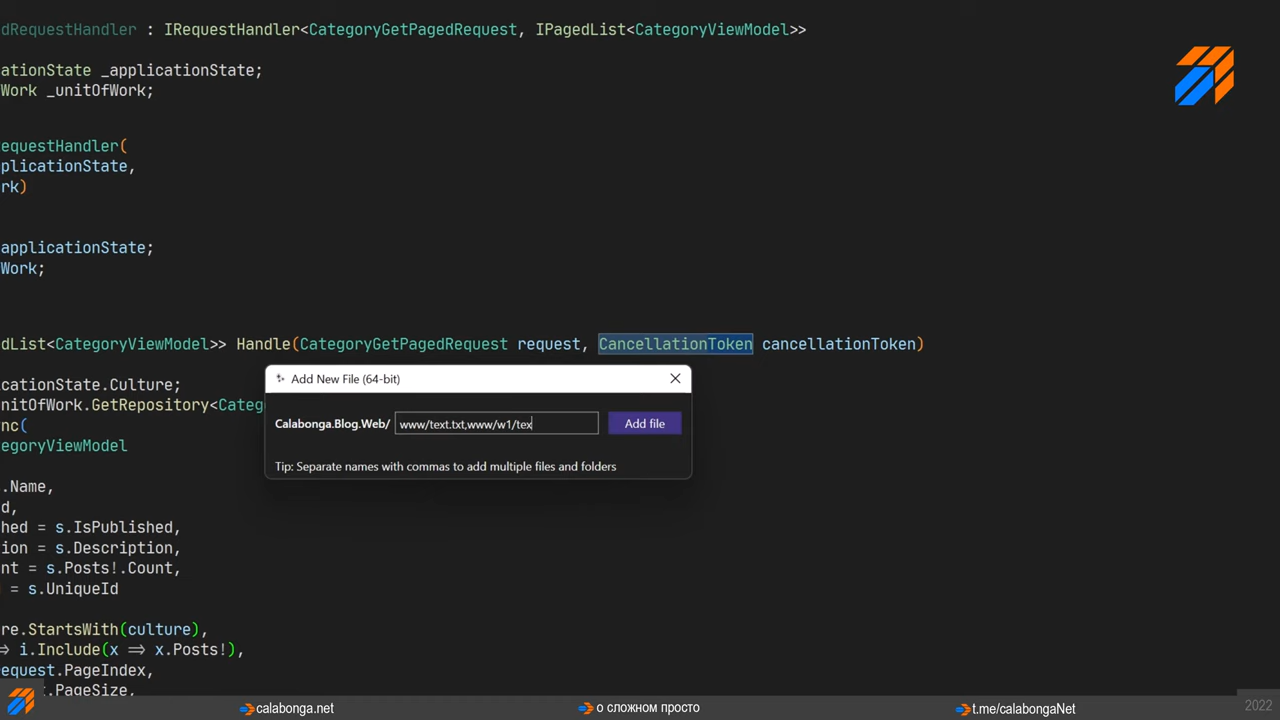 dRequestHandler : IRequestHandler<CategoryGetPagedRequest, IPagedList<CategoryViewModel>>
ationState _applicationState;
Work _unitOfWork;
equestHandler(
pplicationState,
rk)
applicationState;
Work;
dList<CategoryViewModel>> Handle(CategoryGetPagedRequest request, CancellationToken cancellationToken)
icationState.Culture;
nitOfWork.GetRepository<Categ
nc(
egoryViewModel
.Name,
d,
hed = s.IsPublished,
ion = s.Description,
nt = s.Posts!.Count,
= s.UniqueId
re.StartsWith(culture),
=> i.Include(x => x.Posts!),
equest.PageIndex,
t.PageSize,
Add New File (64-bit)
Calabonga.Blog.Web/ www/text.txt,www/w1/tex Add file
Tip: Separate names with commas to add multiple files and folders
calabonga.net о сложном просто t.me/calabongaNet 2022